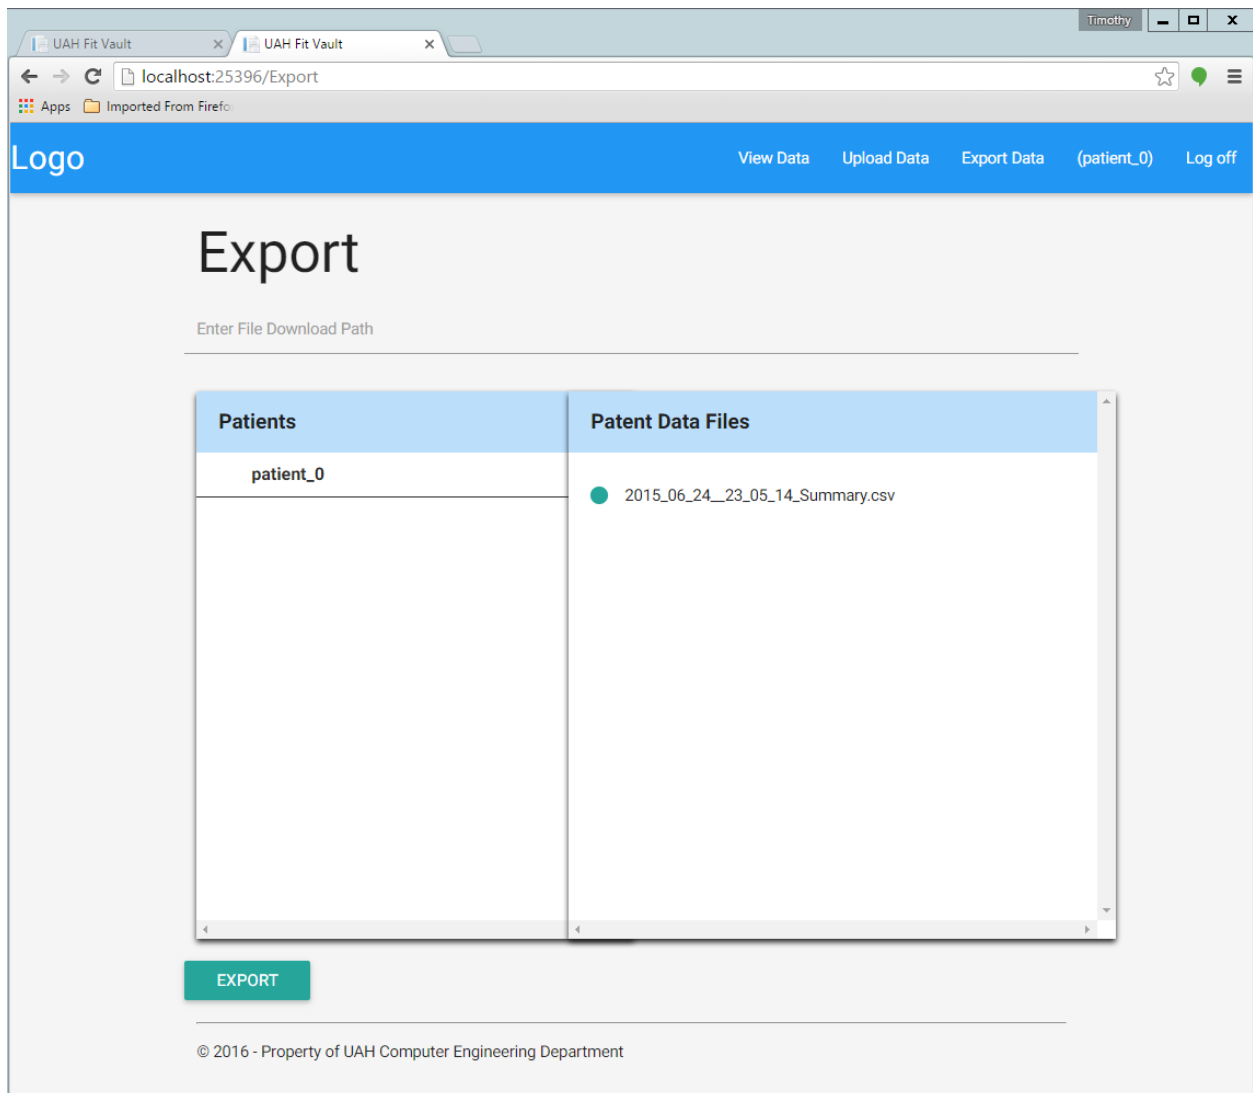 Timothy
UAH Fit Vault
UAH Fit Vault
localhost:25396/Export
Apps Imported From Firefo
Logo View Data Upload Data Export Data (patient_0) Log off
Export
Enter File Download Path
Patients
Patent Data Files
patient_0
2015_06_24__23_05_14_Summary.csv
EXPORT
© 2016 - Property of UAH Computer Engineering Department